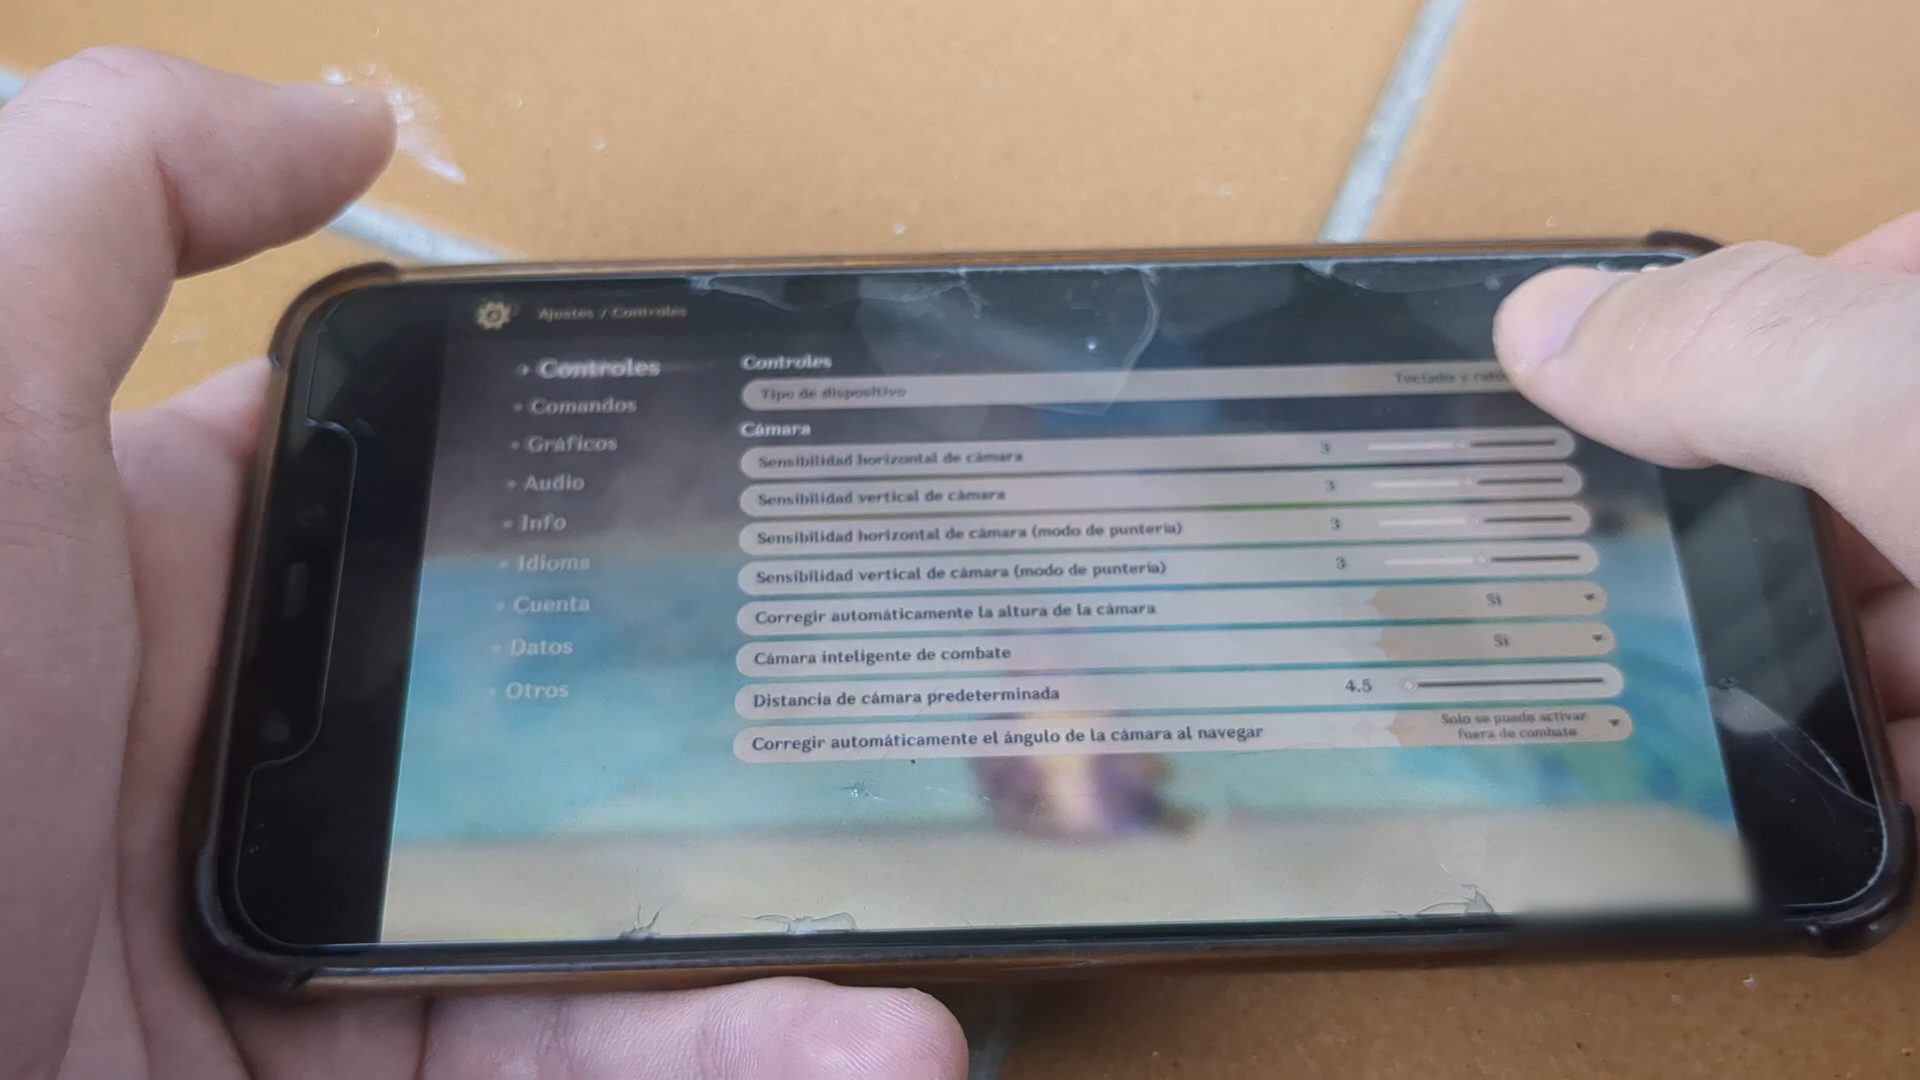 Ajustes / Controles
Controles
Comandos
Gráficos
Audio
Info
Idioma
Cuenta
Datos
Otros
Controles
Tipo de dispositivo Teclado y
Cámara
Sensibilidad horizontal de cámara 3
Sensibilidad vertical de cámara 3
Sensibilidad horizontal de cámara (modo de puntería) 3
Sensibilidad vertical de cámara (modo de puntería) 3
Corregir automáticamente la altura de la cámara Sí
Cámara inteligente de combate Sí
Distancia de cámara predeterminada 4.5
Corregir automáticamente el ángulo de la cámara al navegar Solo se puede activar
fuera de combate